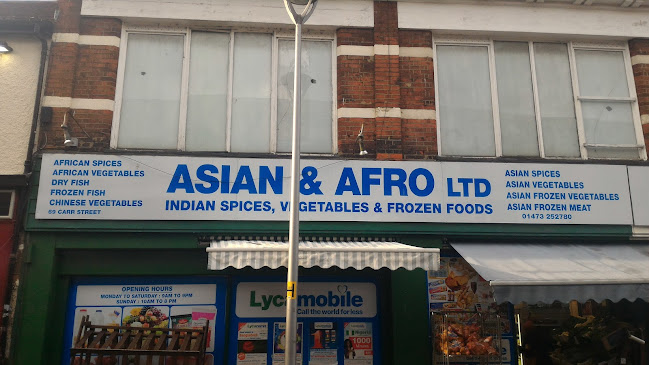 AFRICAN SPICES
AFRICAN VEGETABLES
DRY FISH
FROZEN FISH
CHINESE VEGETABLES
69 CARR STREET
ASIAN & AFRO LTD
INDIAN SPICES, VEGETABLES & FROZEN FOODS
ASIAN SPICES
ASIAN VEGETABLES
ASIAN FROZEN VEGETABLES
ASIAN FROZEN MEAT
01473 252780
OPENING HOURS
MONDAY TO SATURDAY : 9AM TO 9PM
SUNDAY : 10AM TO 8 PM
Lycamobile
Call the world for less